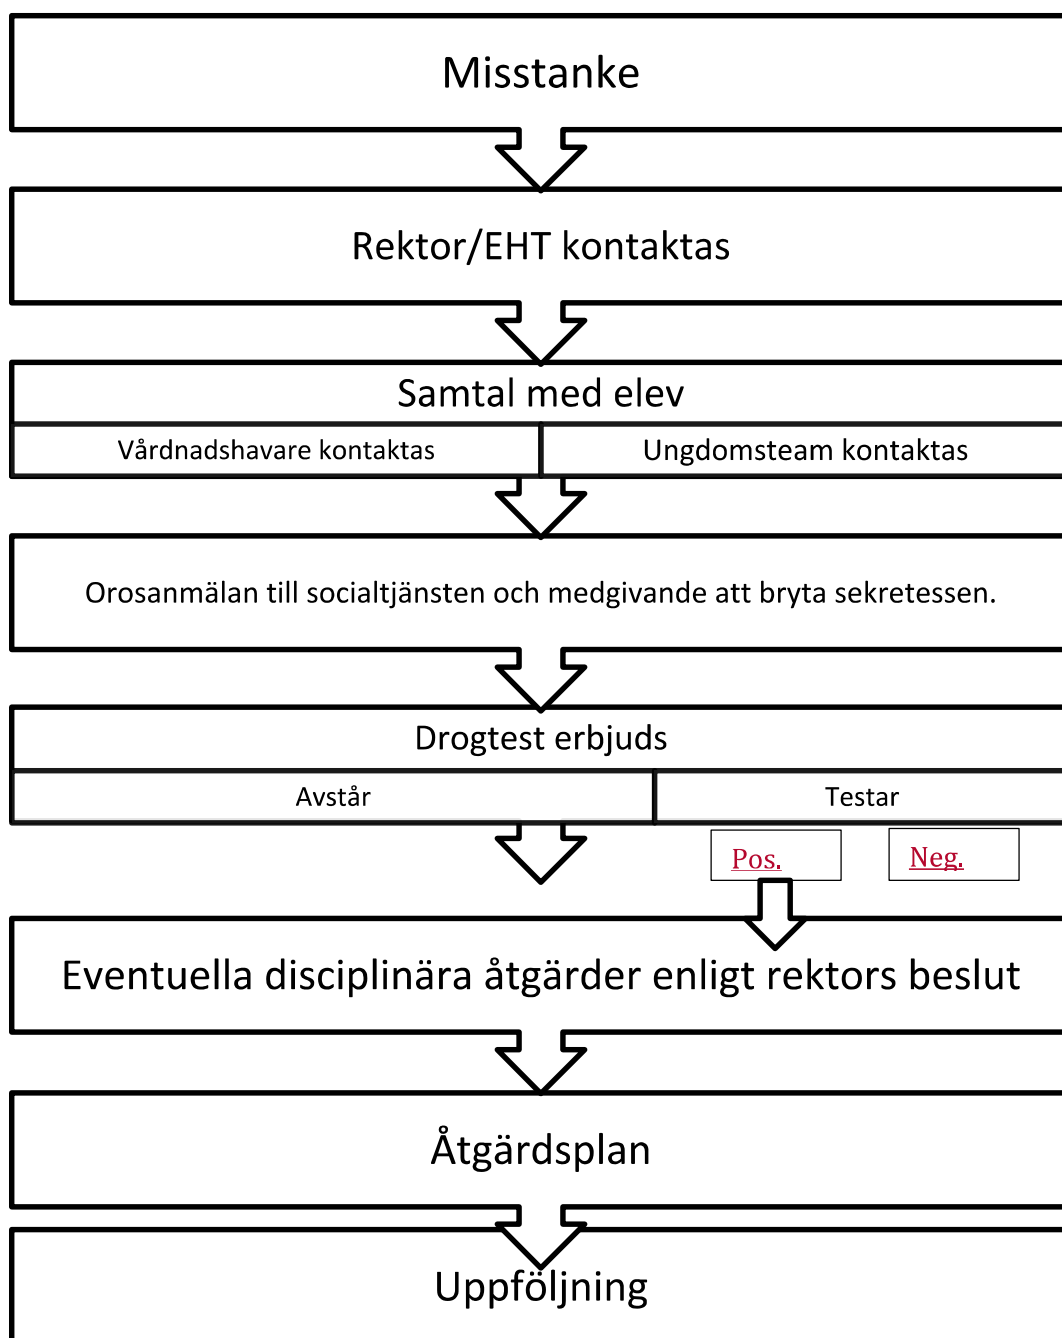 Misstanke
Rektor/EHT kontaktas
Samtal med elev
Vårdnadshavare kontaktas
Ungdomsteam kontaktas
Orosanmälan till socialtjänsten och medgivande att bryta sekretessen.
Drogtest erbjuds
Avstår
Testar
Pos.
Neg.
Eventuella disciplinära åtgärder enligt rektors beslut
Åtgärdsplan
Uppföljning